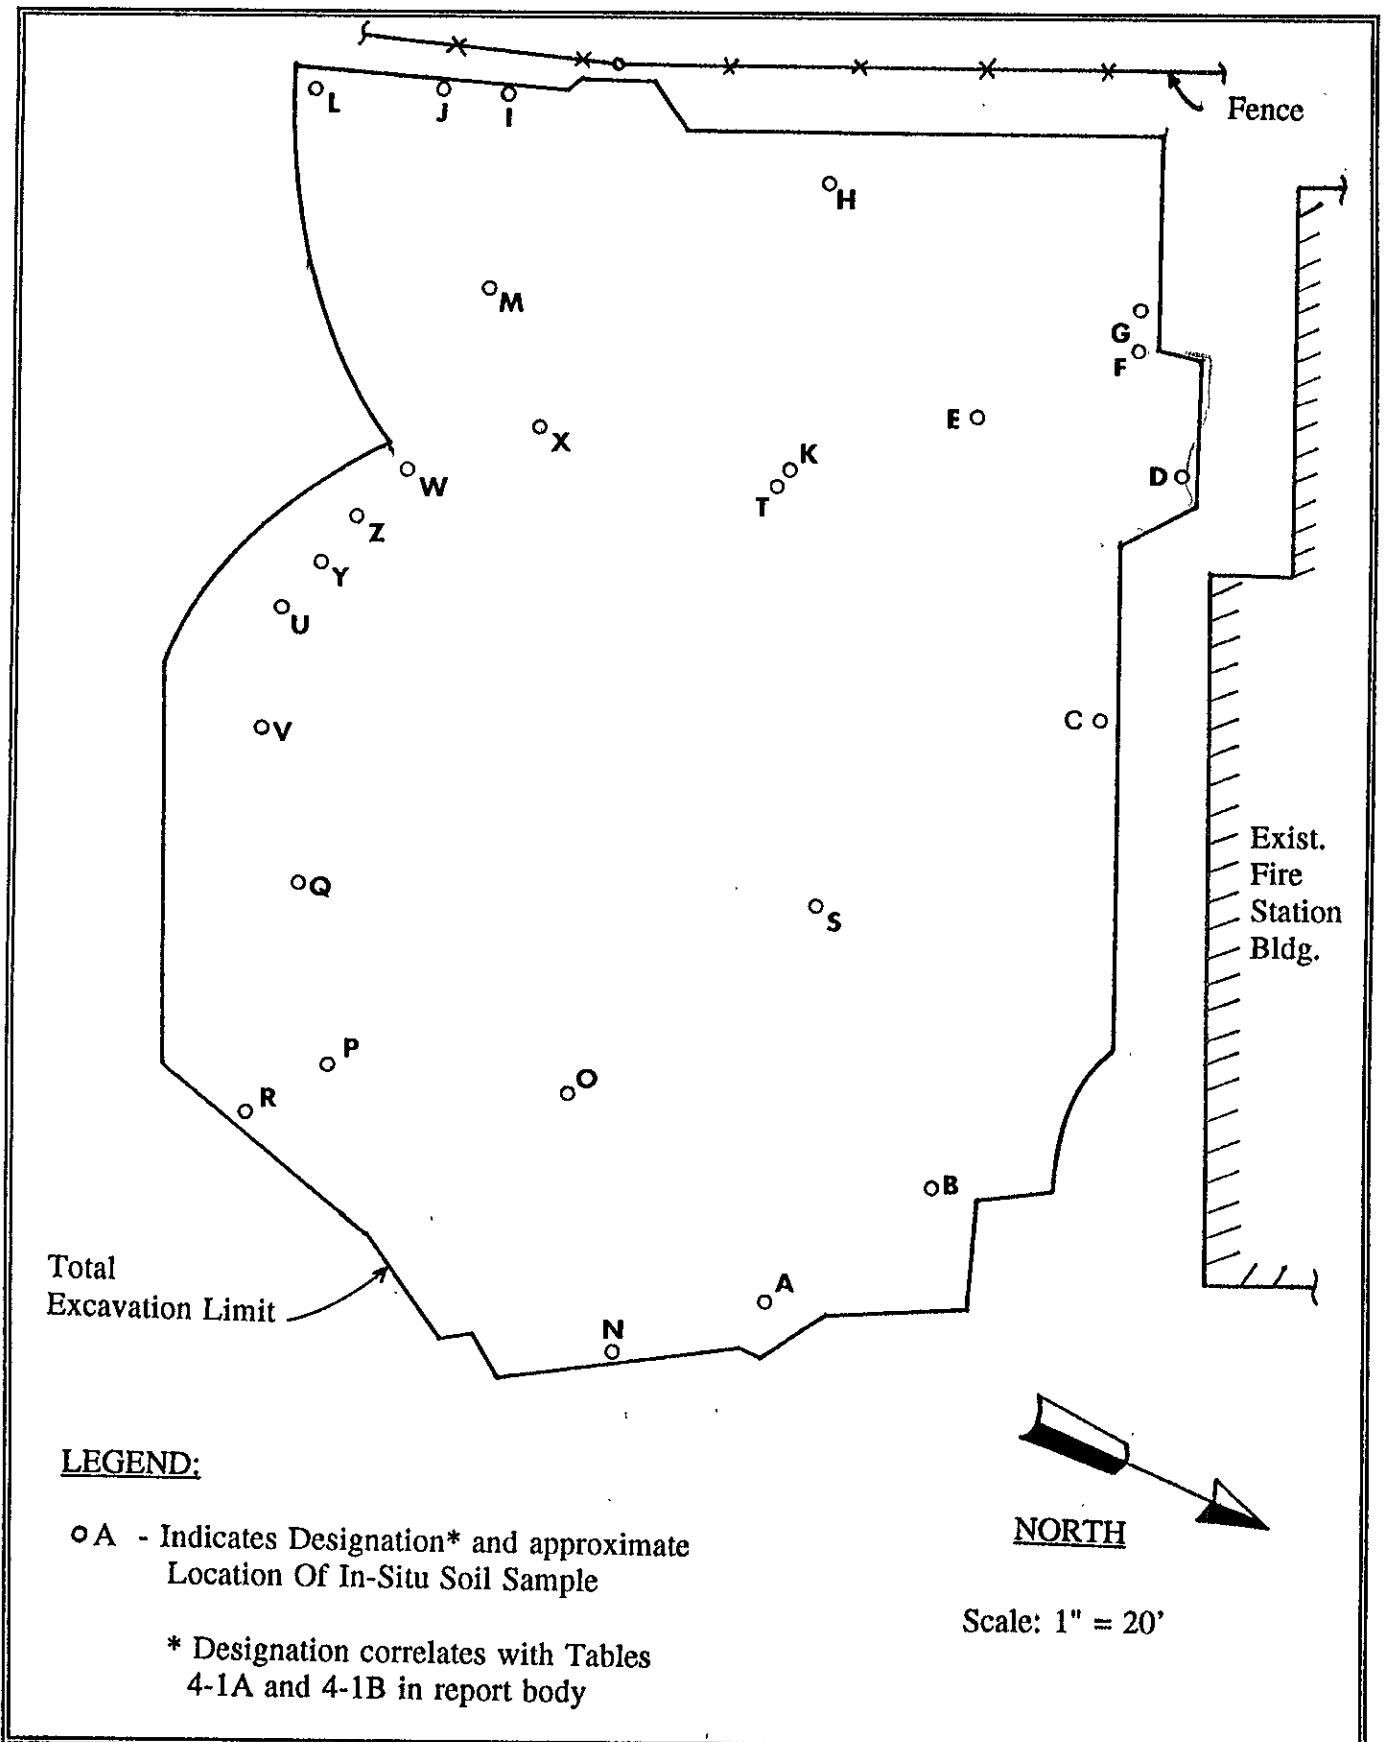 Fence
L
J
I
H
M
G
F
X
E
K
W
T
D
Z
Y
U
V
C
Exist.
Fire
Station
Bldg.
Q
S
P
R
O
B
Total
Excavation Limit
A
N
LEGEND:
A - Indicates Designation* and approximate
Location Of In-Situ Soil Sample
* Designation correlates with Tables
4-1A and 4-1B in report body
NORTH
Scale: 1" = 20'